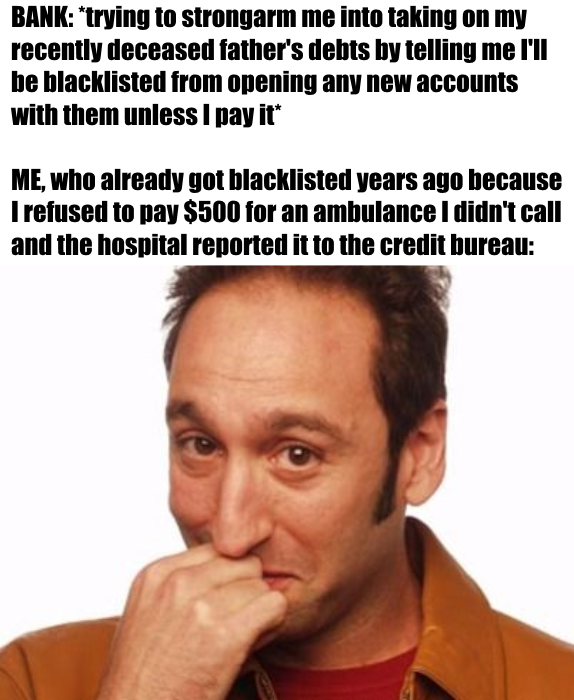 BANK: *trying to strongarm me into taking on my
recently deceased father's debts by telling me I'll
be blacklisted from opening any new accounts
with them unless I pay it*
ME, who already got blacklisted years ago because
I refused to pay $500 for an ambulance I didn't call
and the hospital reported it to the credit bureau: